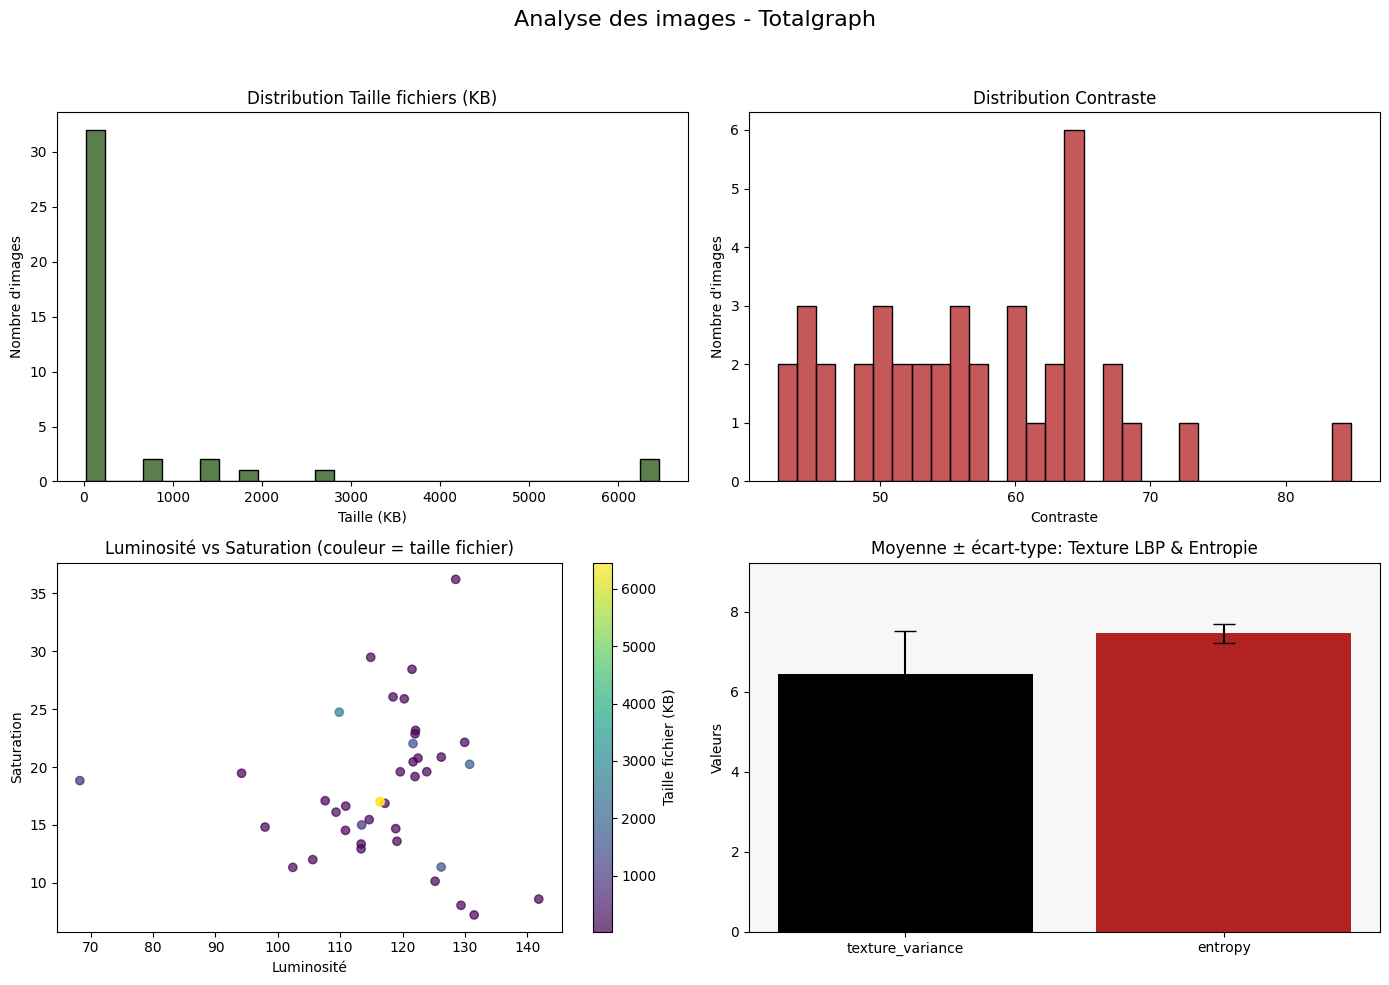 Analyse des images - Totalgraph
Distribution Taille fichiers (KB)
Nombre d'images
30
25
20
15
10
5
0
0 1000 2000 3000 4000 5000 6000
Taille (KB)
Distribution Contraste
Nombre d'images
6
5
4
3
2
1
0
50 60 70 80
Contraste
Luminosité vs Saturation (couleur = taille fichier)
Saturation
35
30
25
20
15
10
70 80 90 100 110 120 130 140
Luminosité
6000
5000
4000
3000
2000
1000
Taille fichier (KB)
Moyenne ± écart-type: Texture LBP & Entropie
Valeurs
8
6
4
2
0
texture_variance entropy